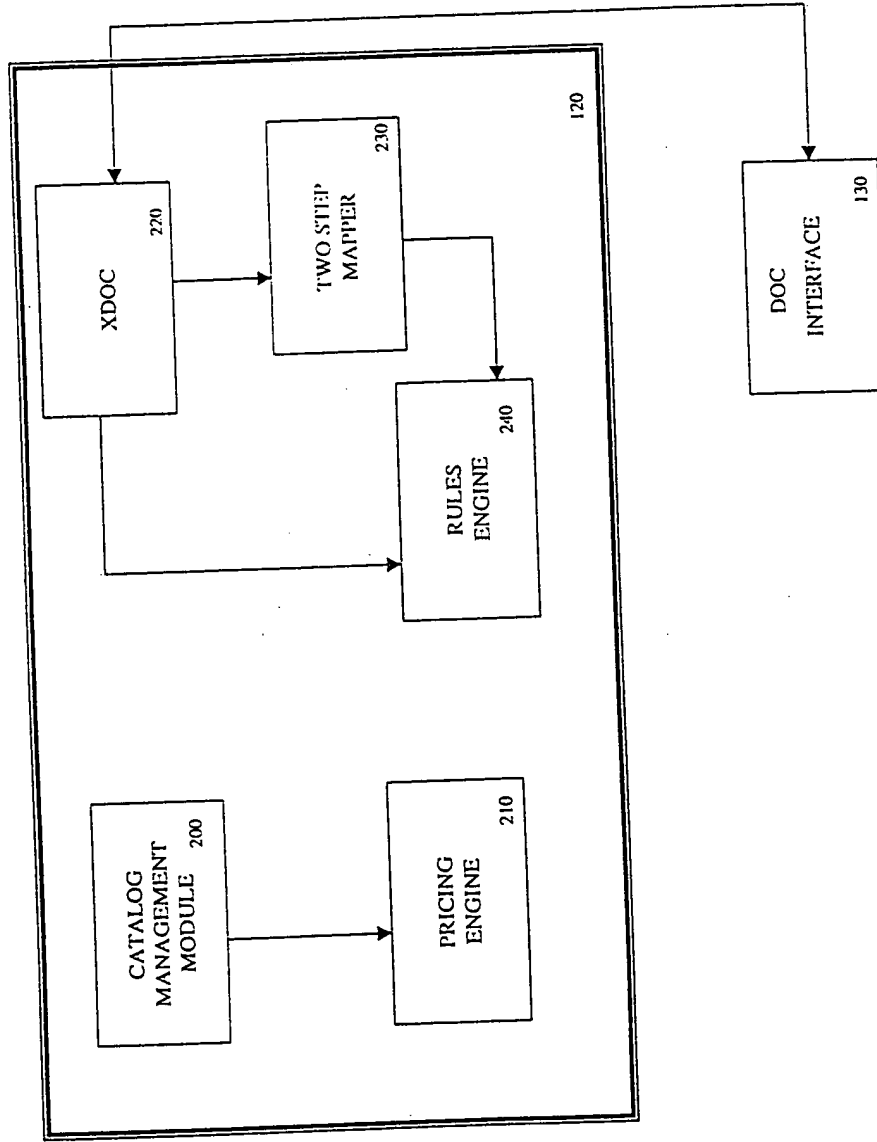 CATALOG
MANAGEMENT
MODULE
200
PRICING
ENGINE
210
XDOC
220
TWO STEP
MAPPER
230
RULES
ENGINE
240
120
DOC
INTERFACE
130